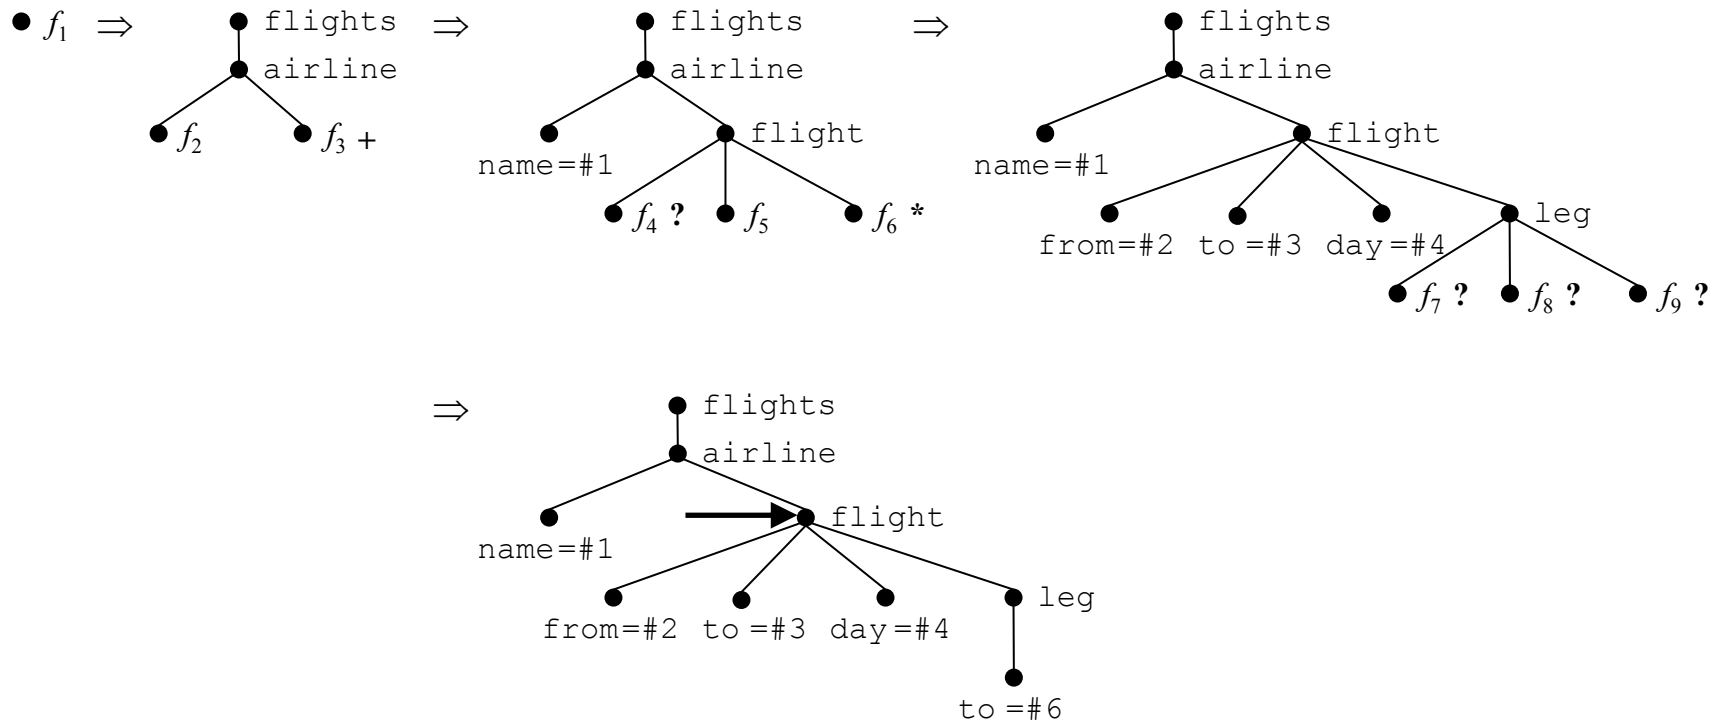 f₁ ⇒ flights ⇒ flights ⇒ flights
airline airline airline
f₂ f₃ + flight flight
name=#1 name=#1
f₄ ? f₅ f₆ * leg
from=#2 to=#3 day=#4
f₇ ? f₈ ? f₉ ?
⇒ flights
airline
flight
name=#1
leg
from=#2 to=#3 day=#4
to=#6